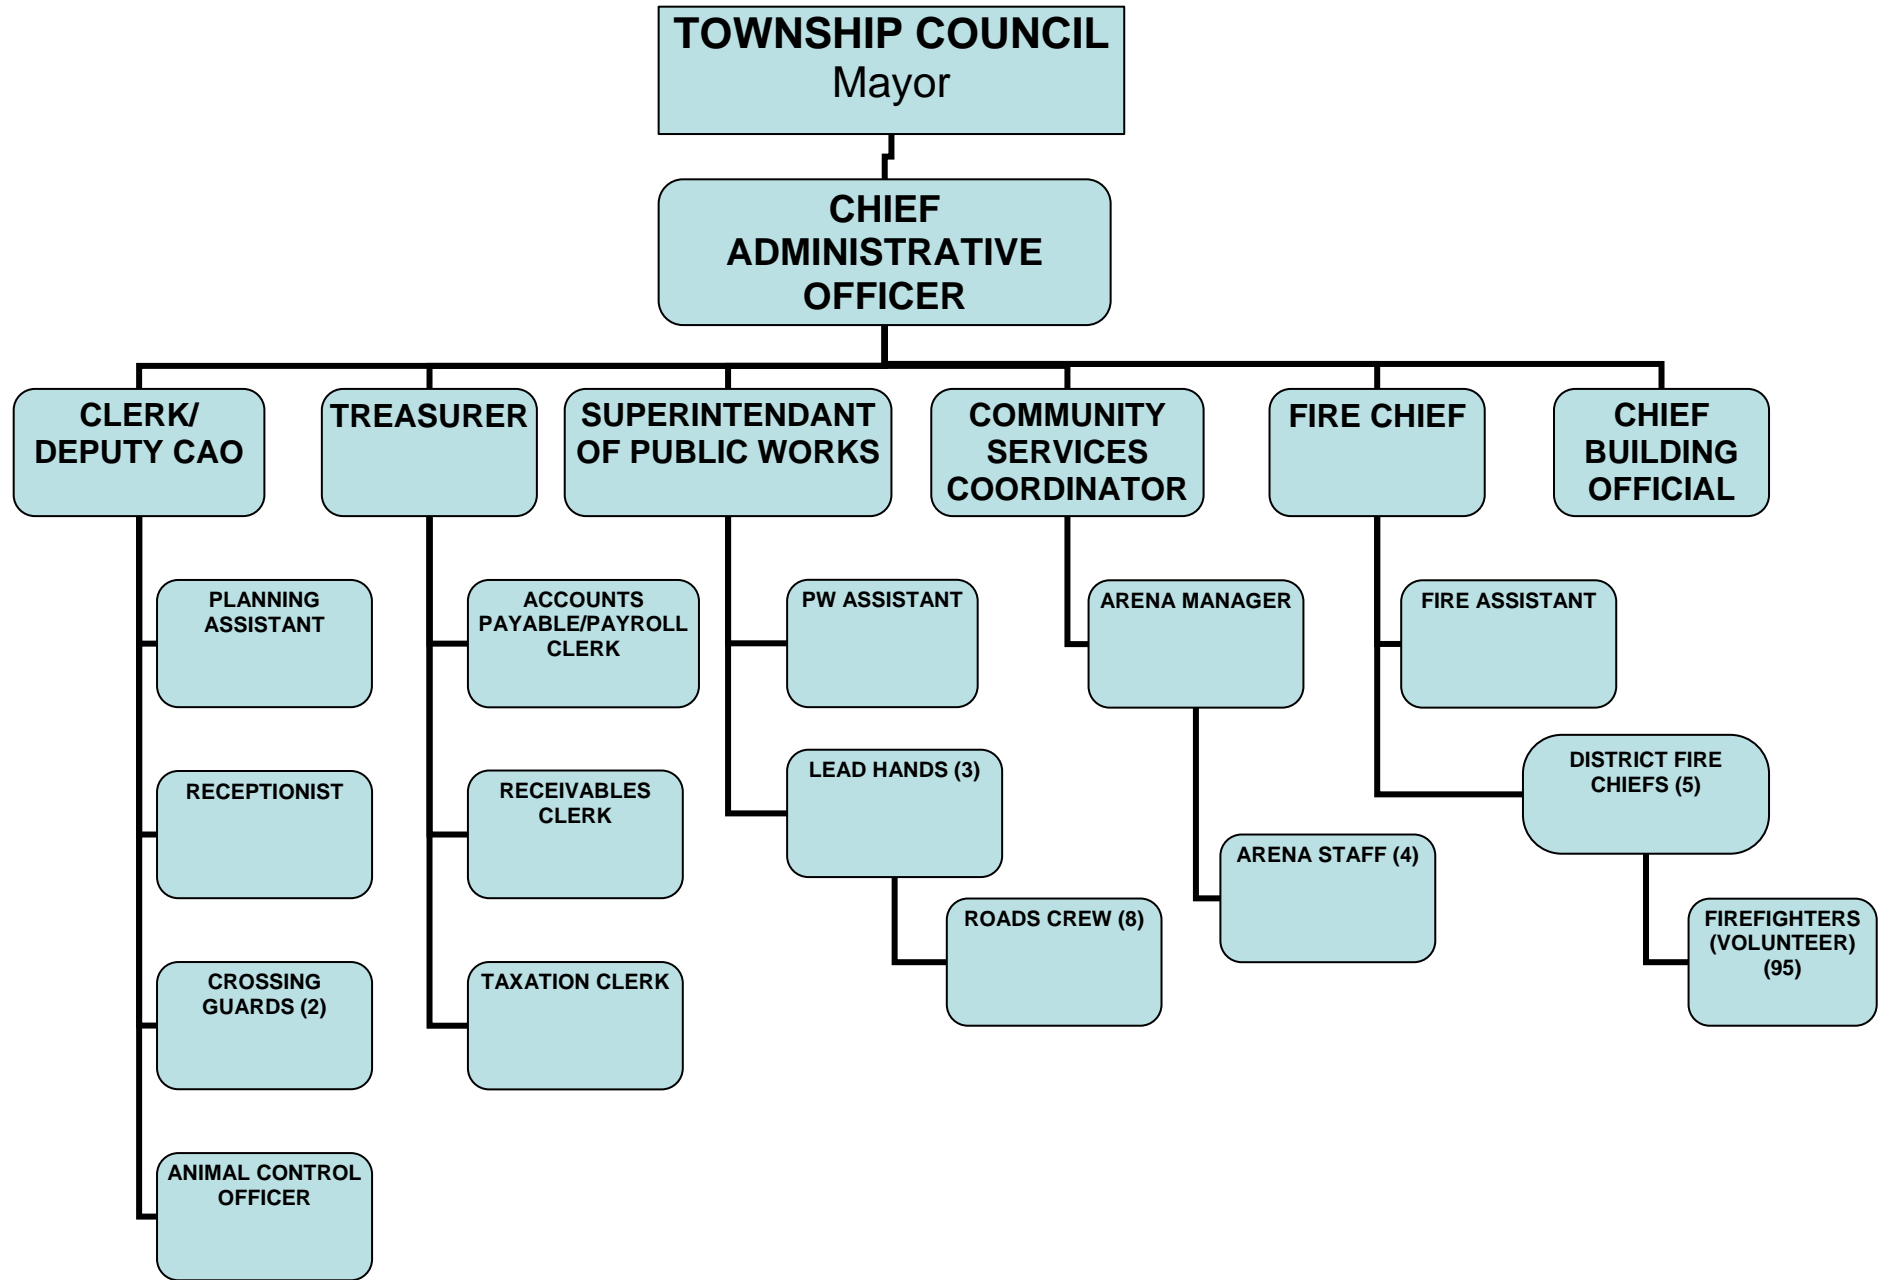 TOWNSHIP COUNCIL
Mayor
CHIEF
ADMINISTRATIVE
OFFICER
CLERK/
DEPUTY CAO
TREASURER
SUPERINTENDANT
OF PUBLIC WORKS
COMMUNITY
SERVICES
COORDINATOR
FIRE CHIEF
CHIEF
BUILDING
OFFICIAL
PLANNING
ASSISTANT
ACCOUNTS
PAYABLE/PAYROLL
CLERK
PW ASSISTANT
ARENA MANAGER
FIRE ASSISTANT
RECEPTIONIST
RECEIVABLES
CLERK
LEAD HANDS (3)
DISTRICT FIRE
CHIEFS (5)
ARENA STAFF (4)
ROADS CREW (8)
FIREFIGHTERS
(VOLUNTEER)
(95)
CROSSING
GUARDS (2)
TAXATION CLERK
ANIMAL CONTROL
OFFICER